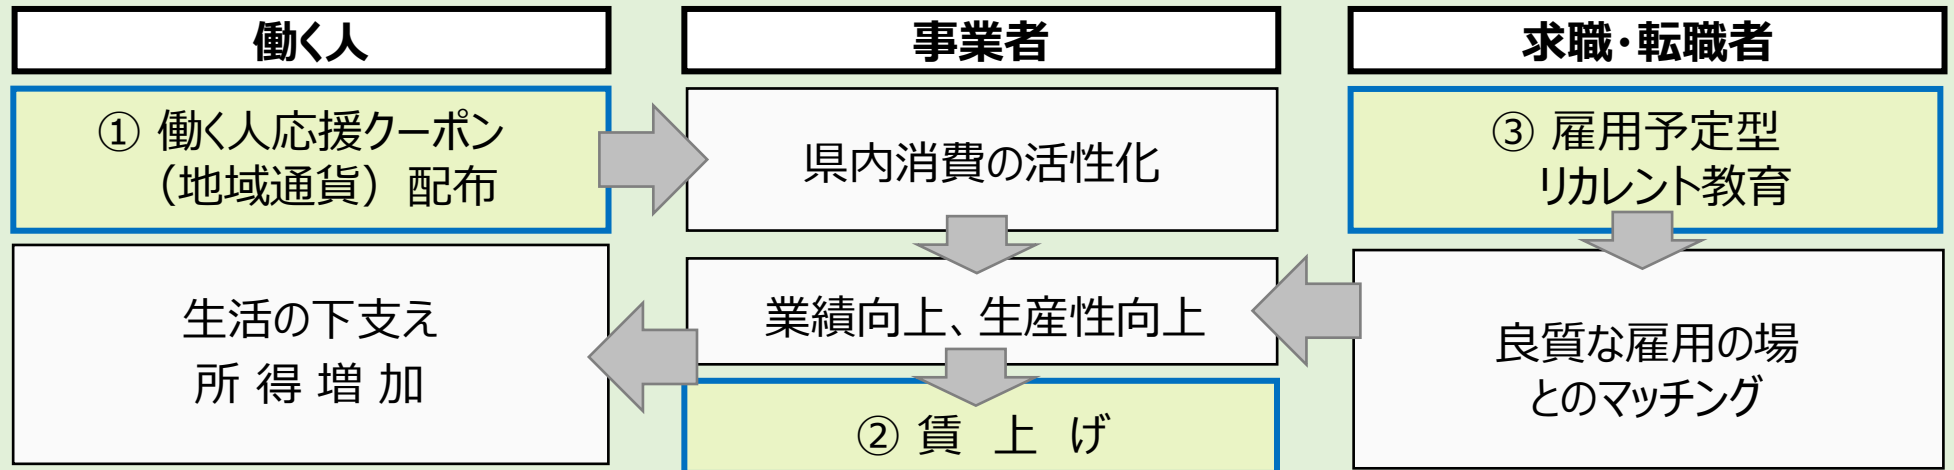 働く人
① 働く人応援クーポン
（地域通貨）配布
生活の下支え
所 得 増 加
事業者
県内消費の活性化
業績向上、生産性向上
② 賃 上 げ
求職・転職者
③ 雇用予定型
リカレント教育
良質な雇用の場
とのマッチング